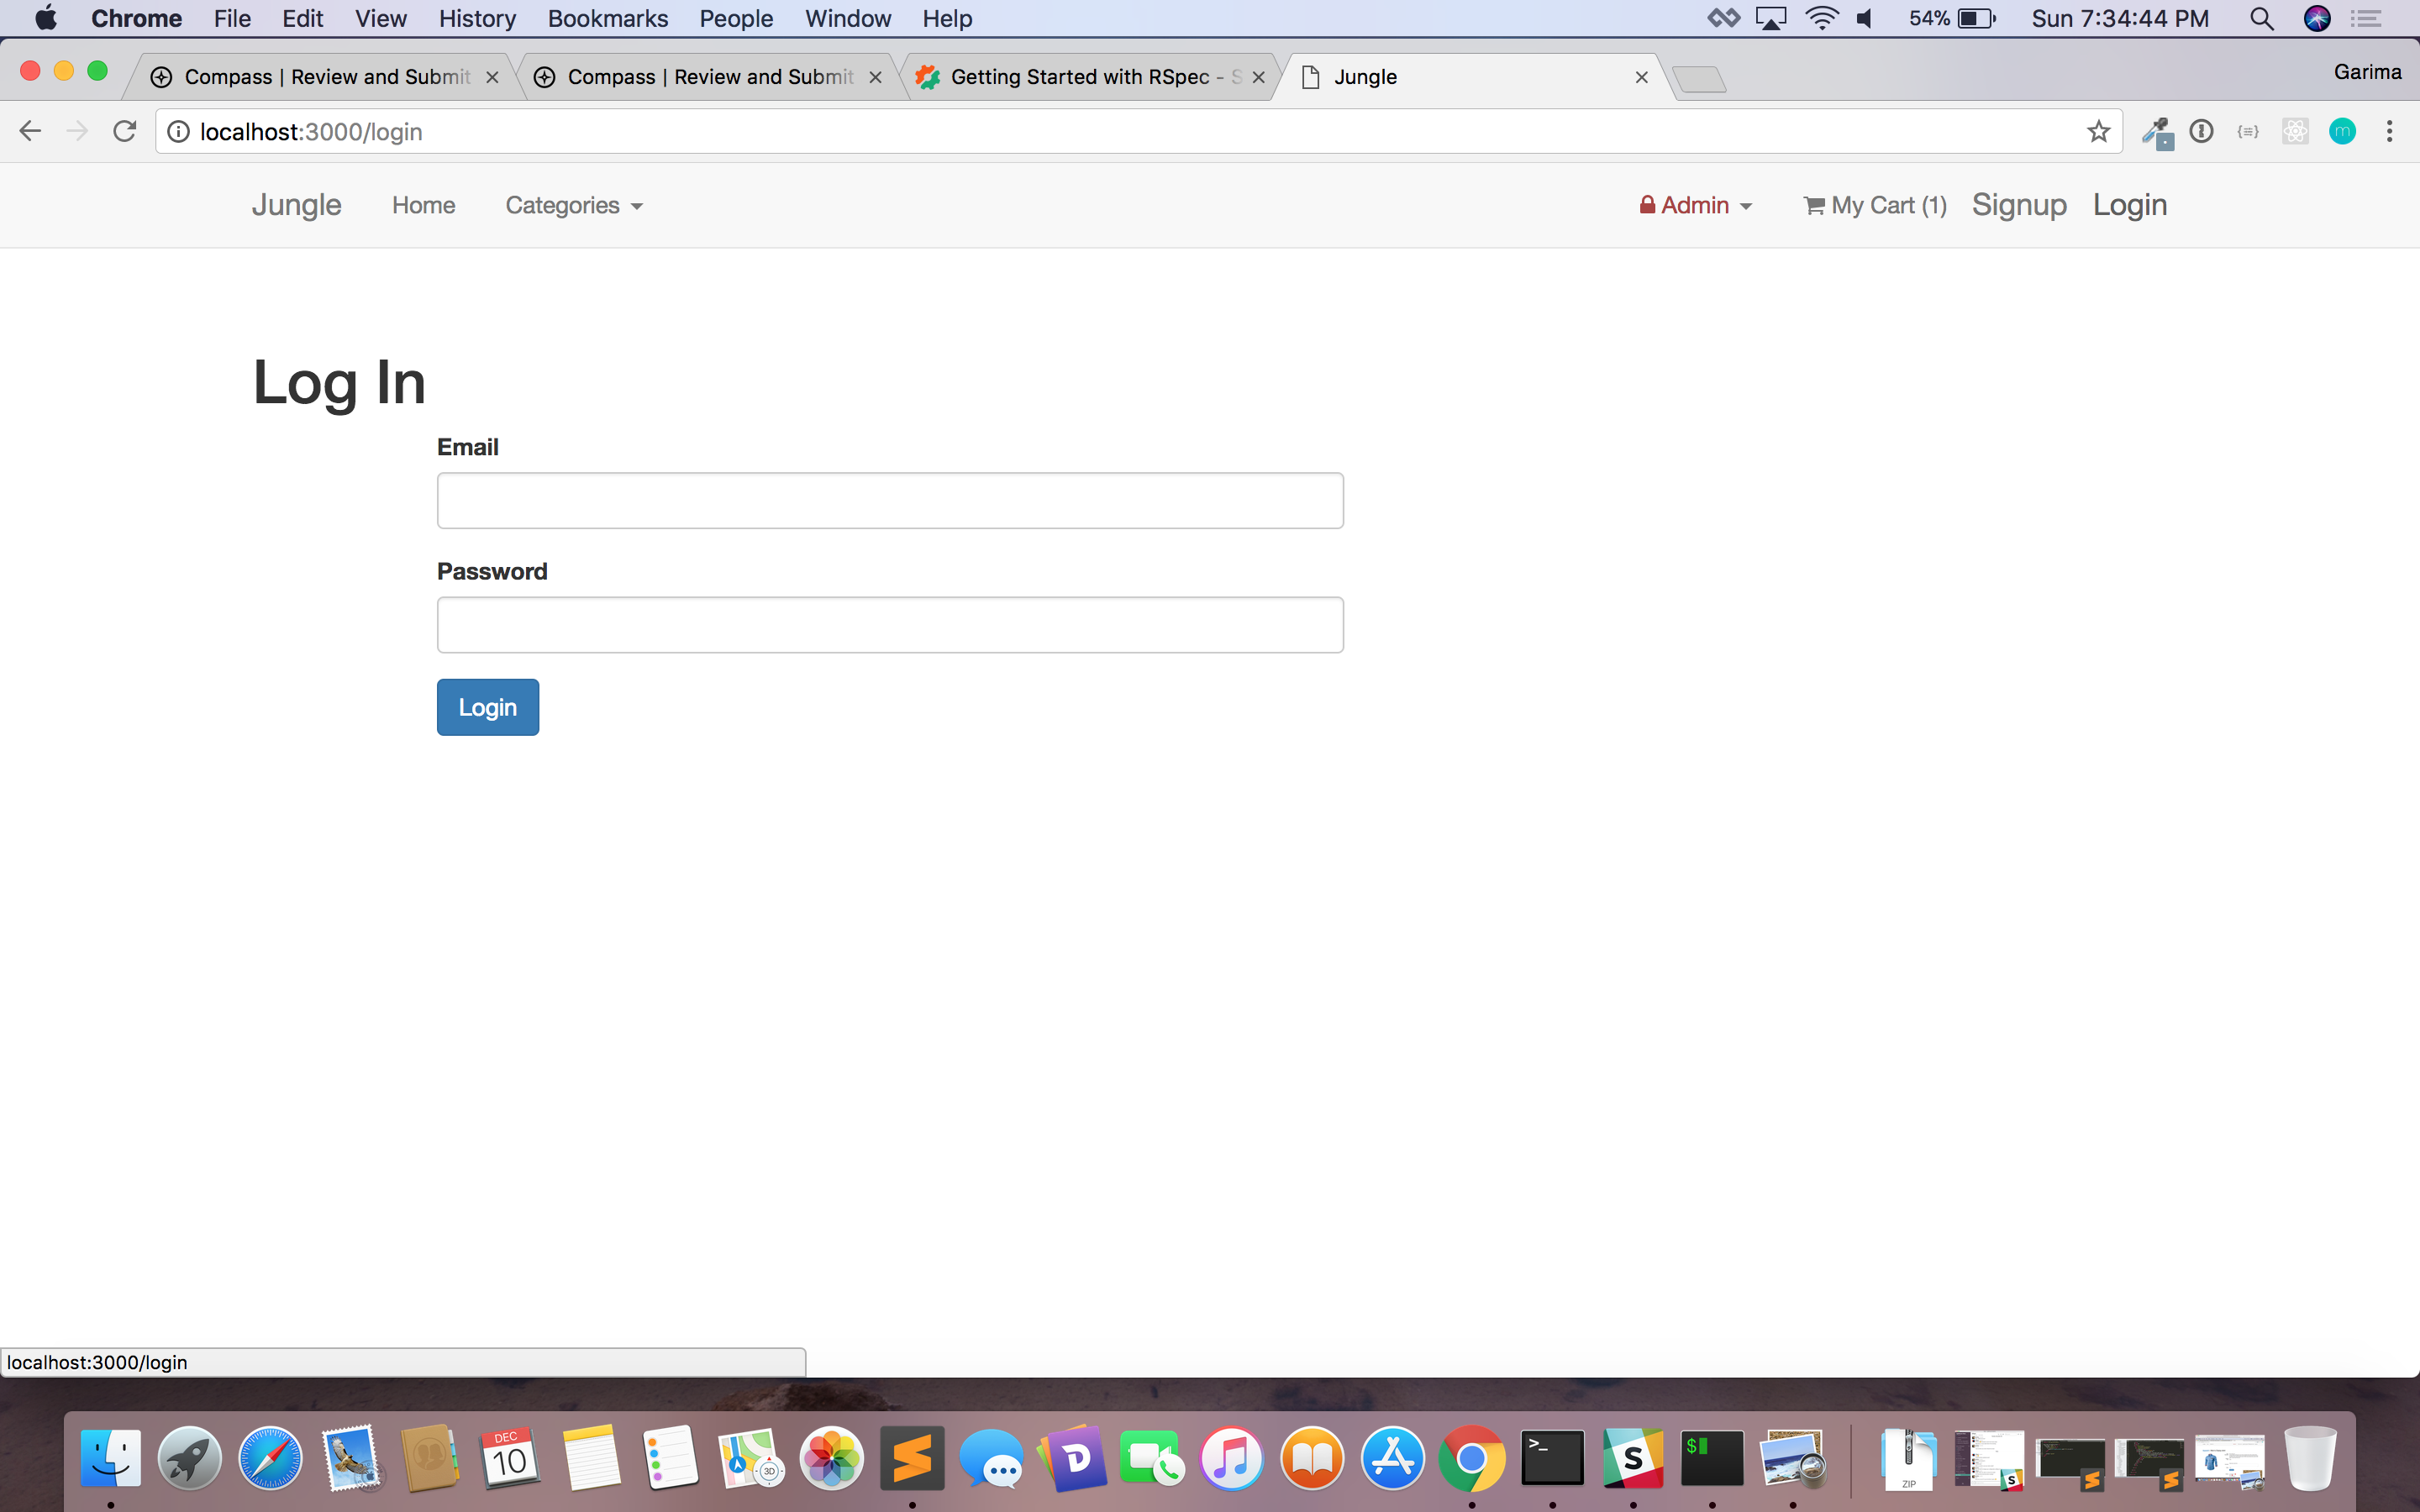 Chrome File Edit View History Bookmarks People Window Help 54% Sun 7:34:44 PM
Compass | Review and Submit Compass | Review and Submit Getting Started with RSpec - S Jungle Garima
localhost:3000/login
Jungle Home Categories Admin My Cart (1) Signup Login
Log In
Email
Password
Login
localhost:3000/login
DEC
10
3D
ZIP